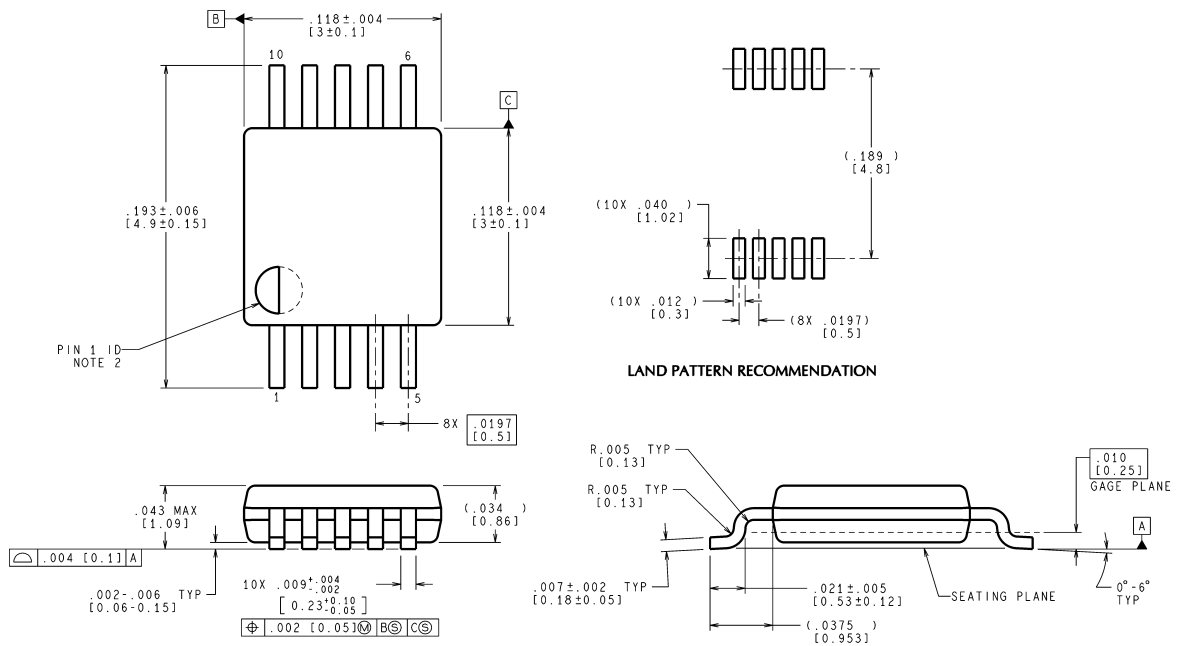 B
.118±.004
[3±0.1]
10
6
C
.193±.006
[4.9±0.15]
.118±.004
[3±0.1]
PIN 1 ID
NOTE 2
1
5
8X .0197
[0.5]
(.189 )
[4.8]
(10X .040 )
[1.02]
(10X .012 )
[0.3]
(8X .0197)
[0.5]
LAND PATTERN RECOMMENDATION
.043 MAX
[1.09]
(.034 )
[0.86]
⌓ .004 [0.1] A
.002-.006 TYP
[0.06-0.15]
10X .009 +.004 -.002
[ 0.23 +0.10 -0.05 ]
⌖ .002 [0.05]Ⓜ BⓈ CⓈ
R.005 TYP
[0.13]
R.005 TYP
[0.13]
.010
[0.25]
GAGE PLANE
A
.007±.002 TYP
[0.18±0.05]
.021±.005
[0.53±0.12]
SEATING PLANE
0°-6°
TYP
(.0375 )
[0.953]